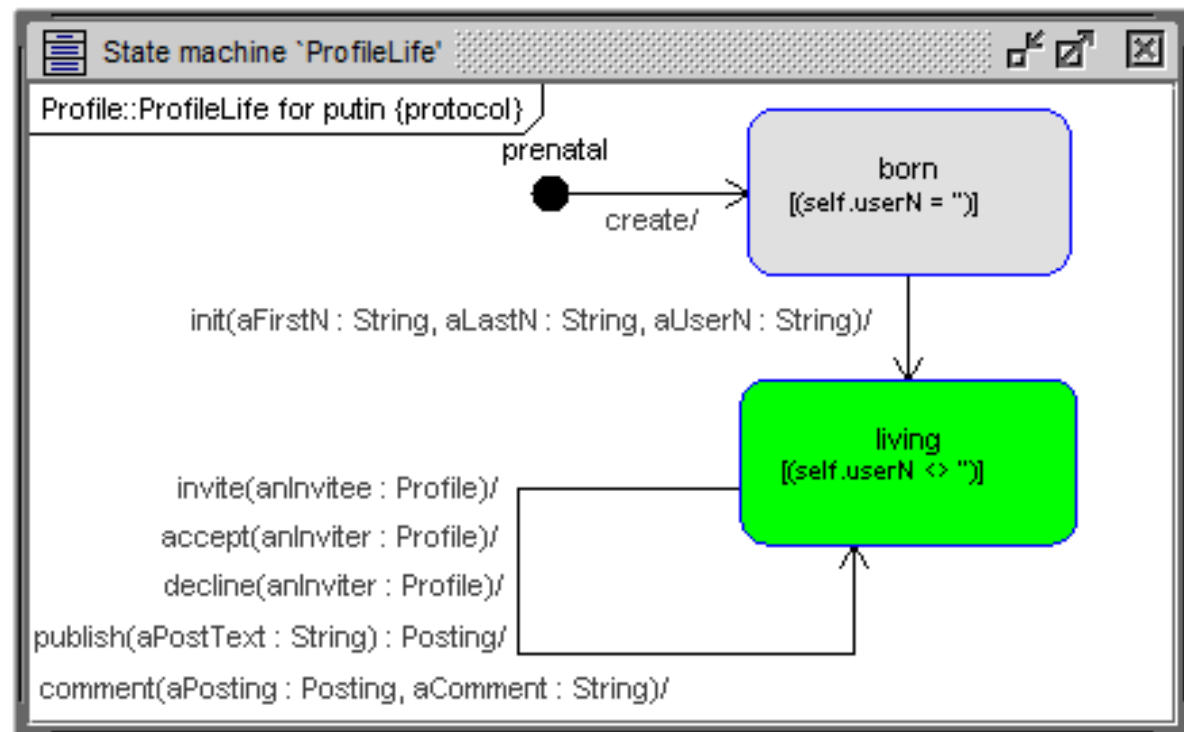 State machine `ProfileLife'
Profile::ProfileLife for putin {protocol}
prenatal
create/
born
[(self.userN = '')]
init(aFirstN : String, aLastN : String, aUserN : String)/
living
[(self.userN <> '')]
invite(anInvitee : Profile)/
accept(anInviter : Profile)/
decline(anInviter : Profile)/
publish(aPostText : String) : Posting/
comment(aPosting : Posting, aComment : String)/